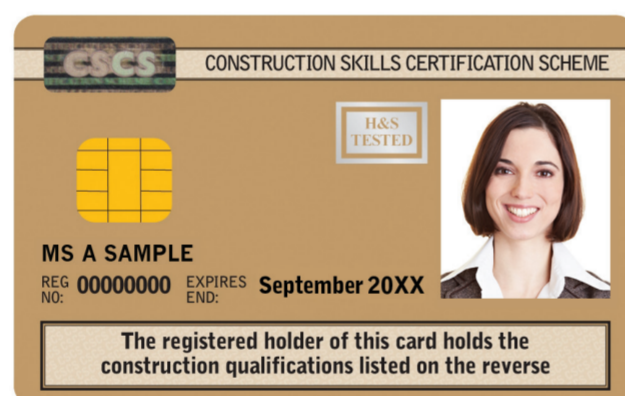 CSCS
CONSTRUCTION SKILLS CERTIFICATION SCHEME
H&S
TESTED
MS A SAMPLE
REG NO: 00000000 EXPIRES END: September 20XX
The registered holder of this card holds the
construction qualifications listed on the reverse